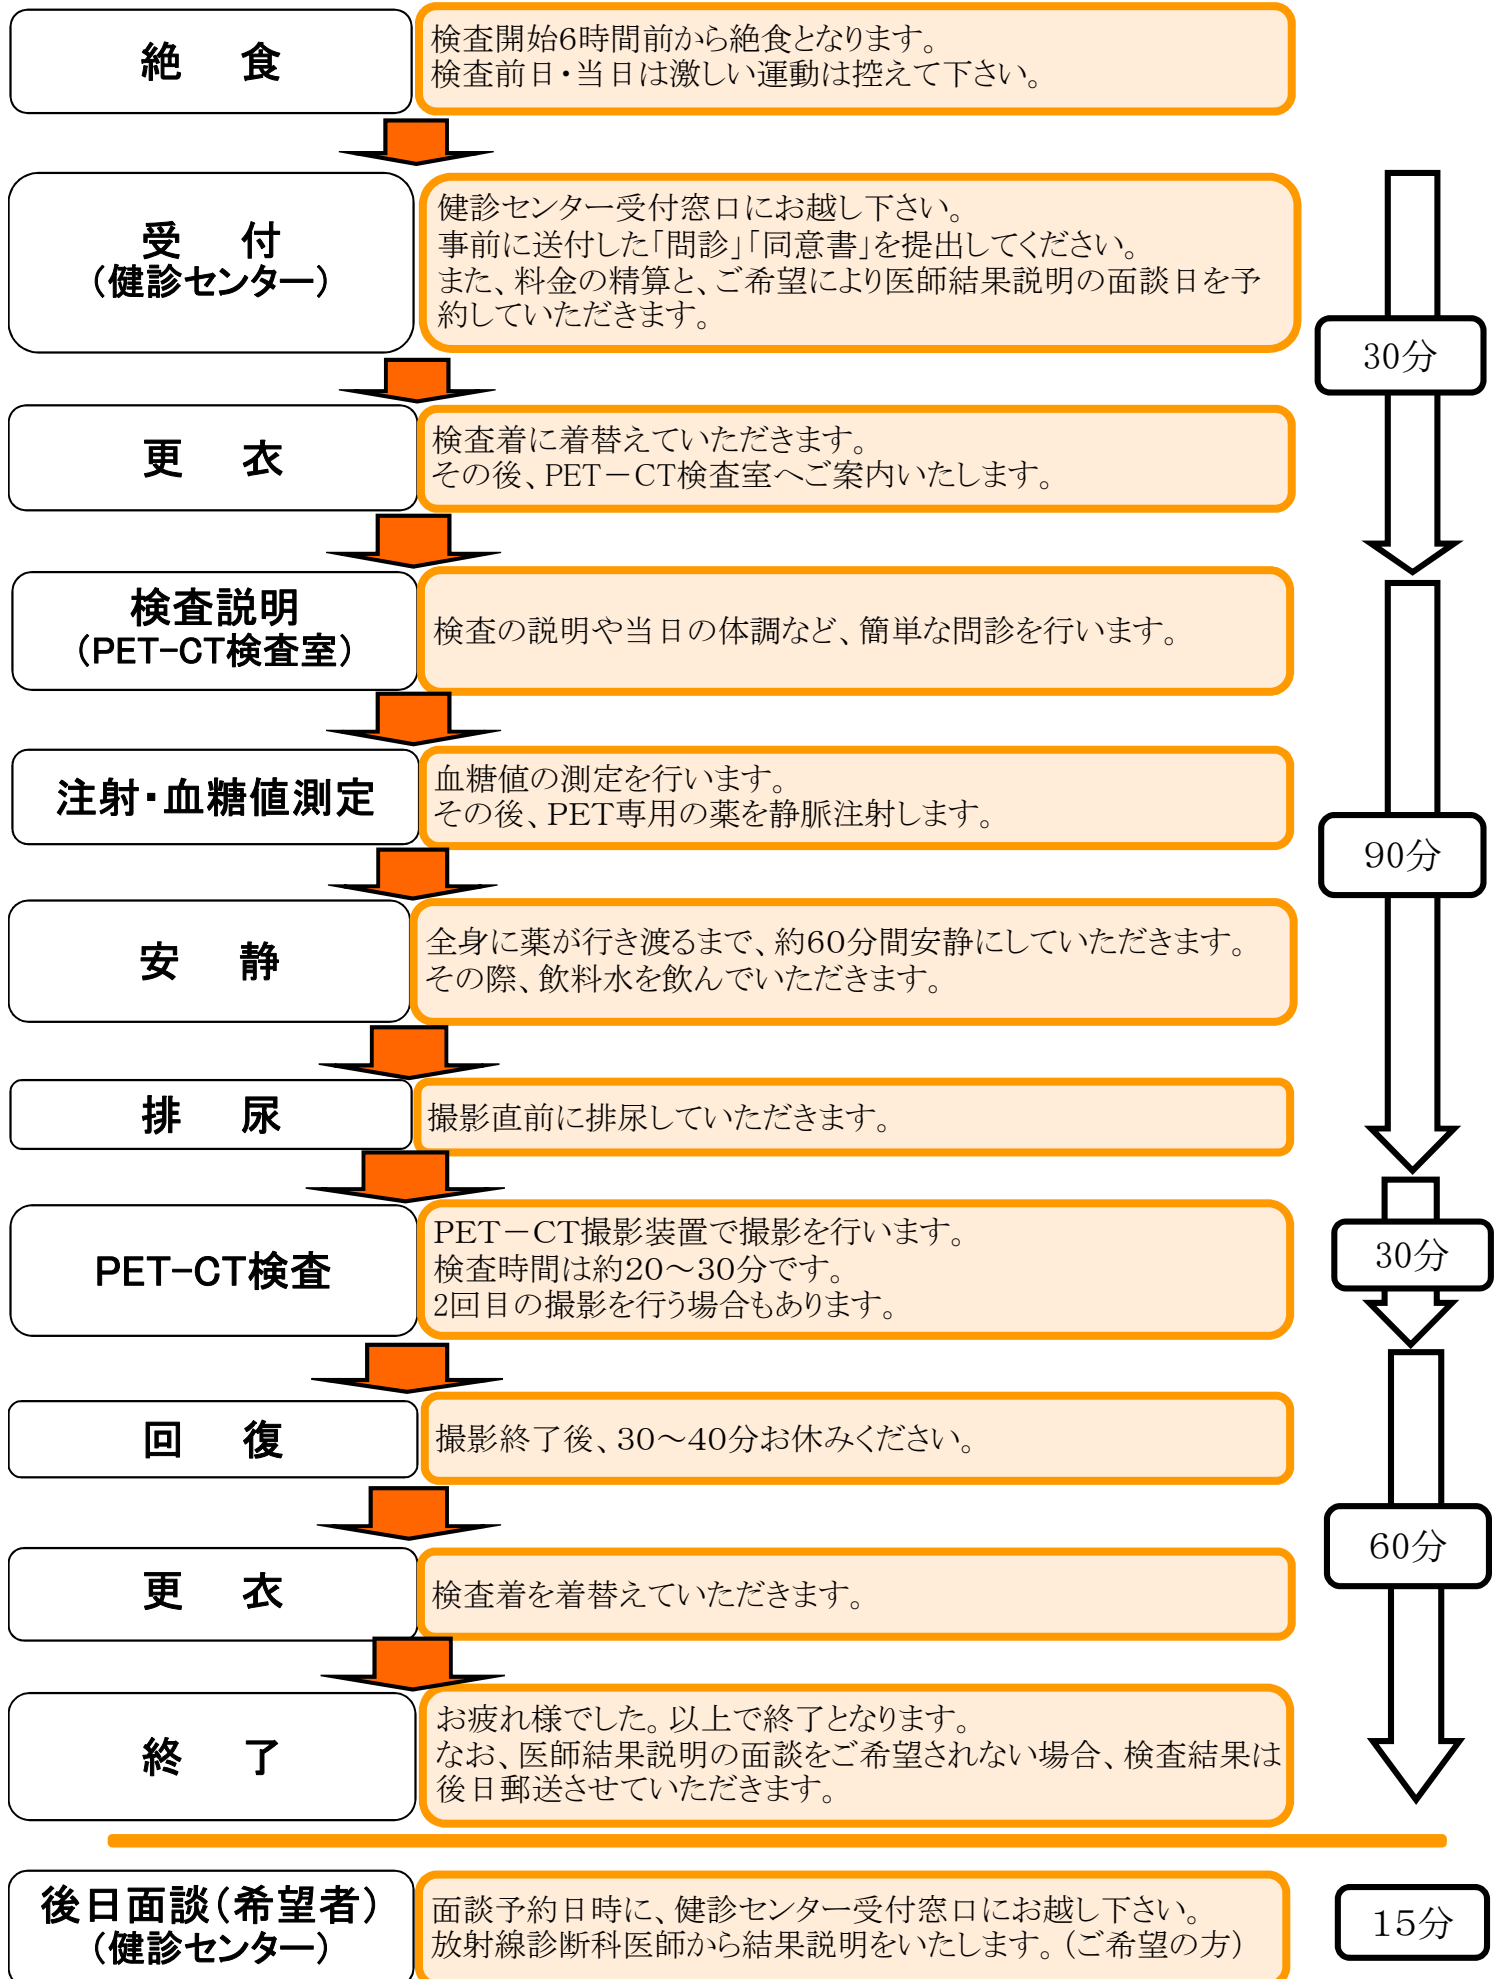 絶　食
検査開始6時間前から絶食となります。
検査前日・当日は激しい運動は控えて下さい。
受　付
（健診センター）
健診センター受付窓口にお越し下さい。
事前に送付した「問診」「同意書」を提出してください。
また、料金の精算と、ご希望により医師結果説明の面談日を予
約していただきます。
30分
更　衣
検査着に着替えていただきます。
その後、PET－CT検査室へご案内いたします。
検査説明
（PET-CT検査室）
検査の説明や当日の体調など、簡単な問診を行います。
注射・血糖値測定
血糖値の測定を行います。
その後、PET専用の薬を静脈注射します。
90分
安　静
全身に薬が行き渡るまで、約60分間安静にしていただきます。
その際、飲料水を飲んでいただきます。
排　尿
撮影直前に排尿していただきます。
PET-CT検査
PET－CT撮影装置で撮影を行います。
検査時間は約20～30分です。
2回目の撮影を行う場合もあります。
30分
回　復
撮影終了後、30～40分お休みください。
60分
更　衣
検査着を着替えていただきます。
終　了
お疲れ様でした。以上で終了となります。
なお、医師結果説明の面談をご希望されない場合、検査結果は
後日郵送させていただきます。
後日面談（希望者）
（健診センター）
面談予約日時に、健診センター受付窓口にお越し下さい。
放射線診断科医師から結果説明をいたします。（ご希望の方）
15分